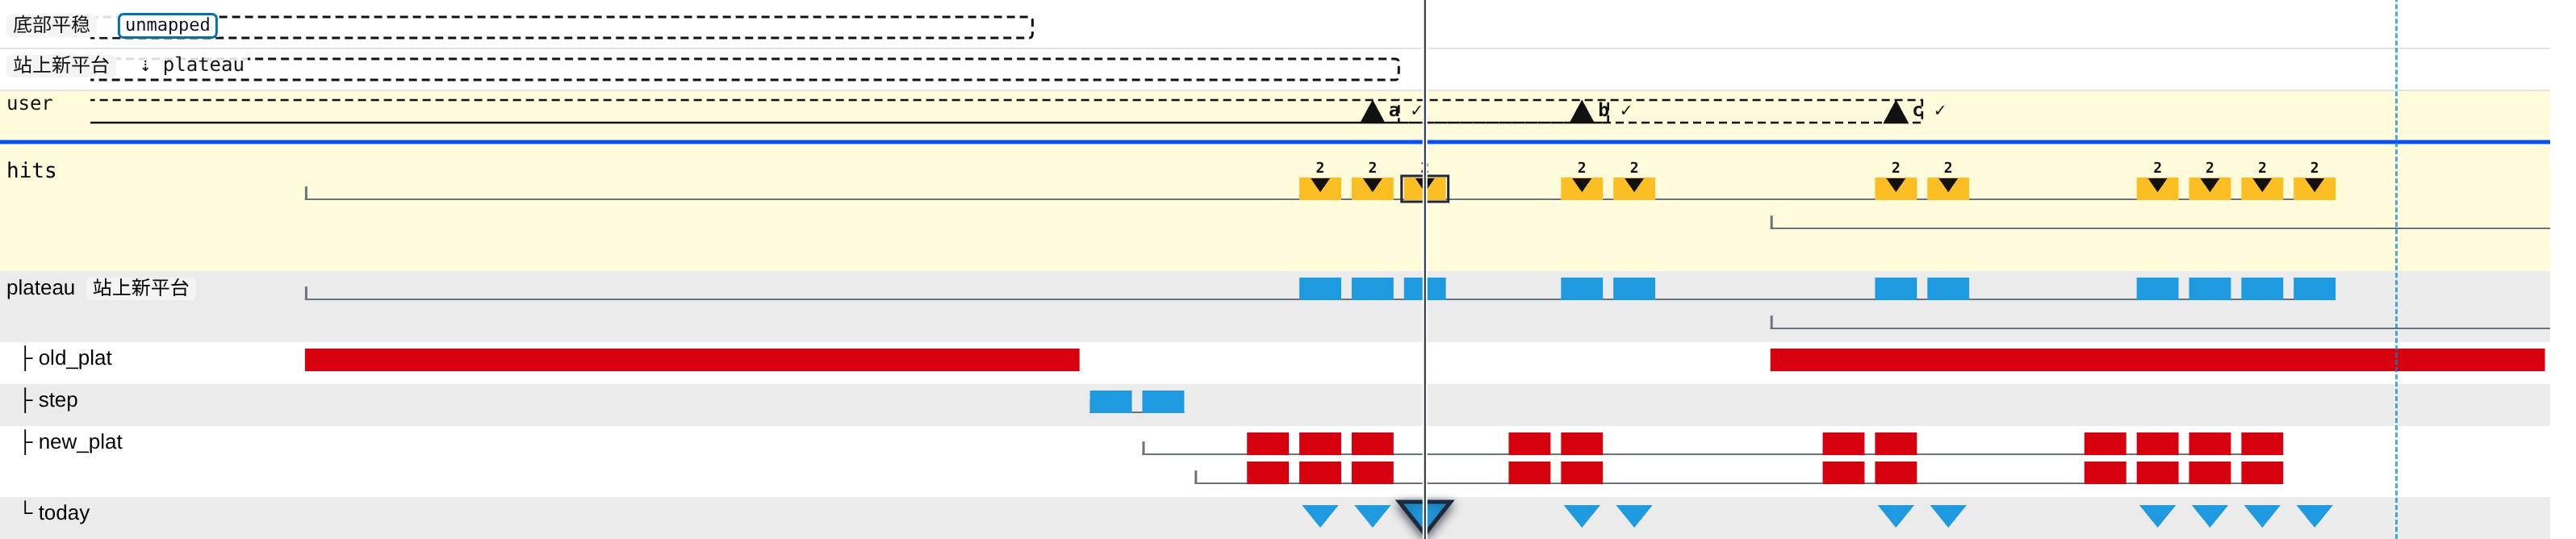 底部平稳 unmapped
站上新平台 ⇣ plateau
user a ✓ b ✓ c ✓
hits 2 2 2 2 2 2 2 2 2 2
plateau 站上新平台
├ old_plat
├ step
├ new_plat
└ today